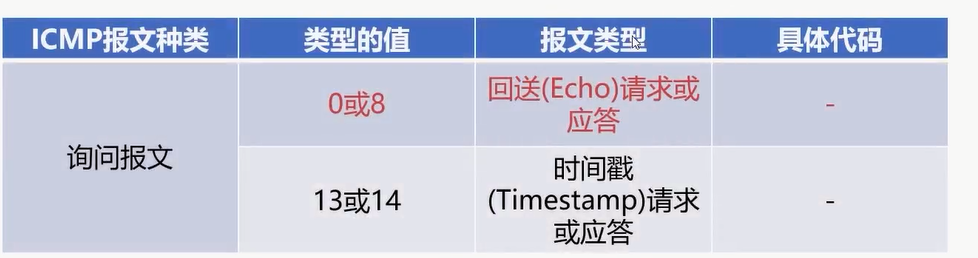 ICMP报文种类 类型的值 报文类型 具体代码
询问报文
0或8
回送(Echo)请求或
应答
-
13或14
时间戳
(Timestamp)请求
或应答
-